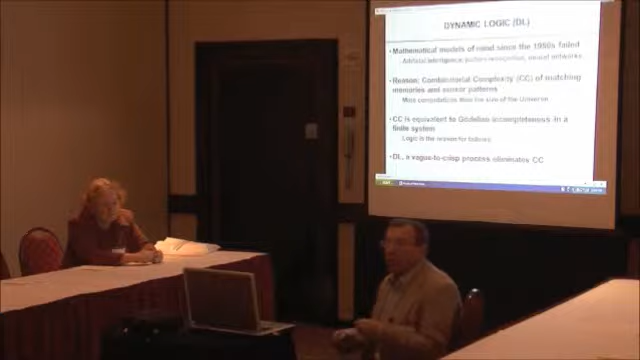 DYNAMIC LOGIC (DL)
• Mathematical models of mind since the 1950s failed
Artificial intelligence, pattern recognition, neural networks
• Reason: Combinatorial Complexity (CC) of matching
memories and sensor patterns
More computations than the size of the Universe
• CC is equivalent to Gödelian incompleteness in a
finite system
Logic is the reason for failures
• DL, a vague-to-crisp process eliminates CC